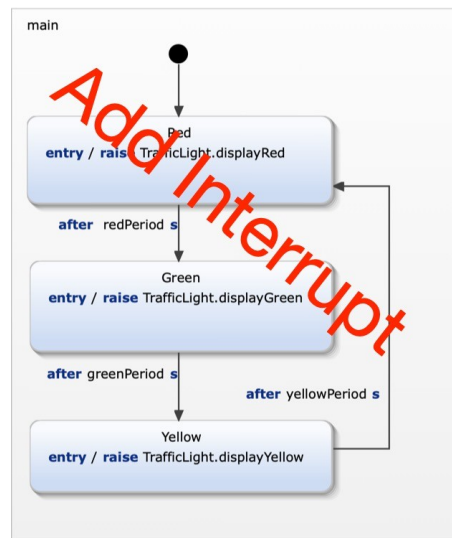 main
Red
entry / raise TrafficLight.displayRed
after redPeriod s
Green
entry / raise TrafficLight.displayGreen
after greenPeriod s
after yellowPeriod s
Yellow
entry / raise TrafficLight.displayYellow
Add Interrupt